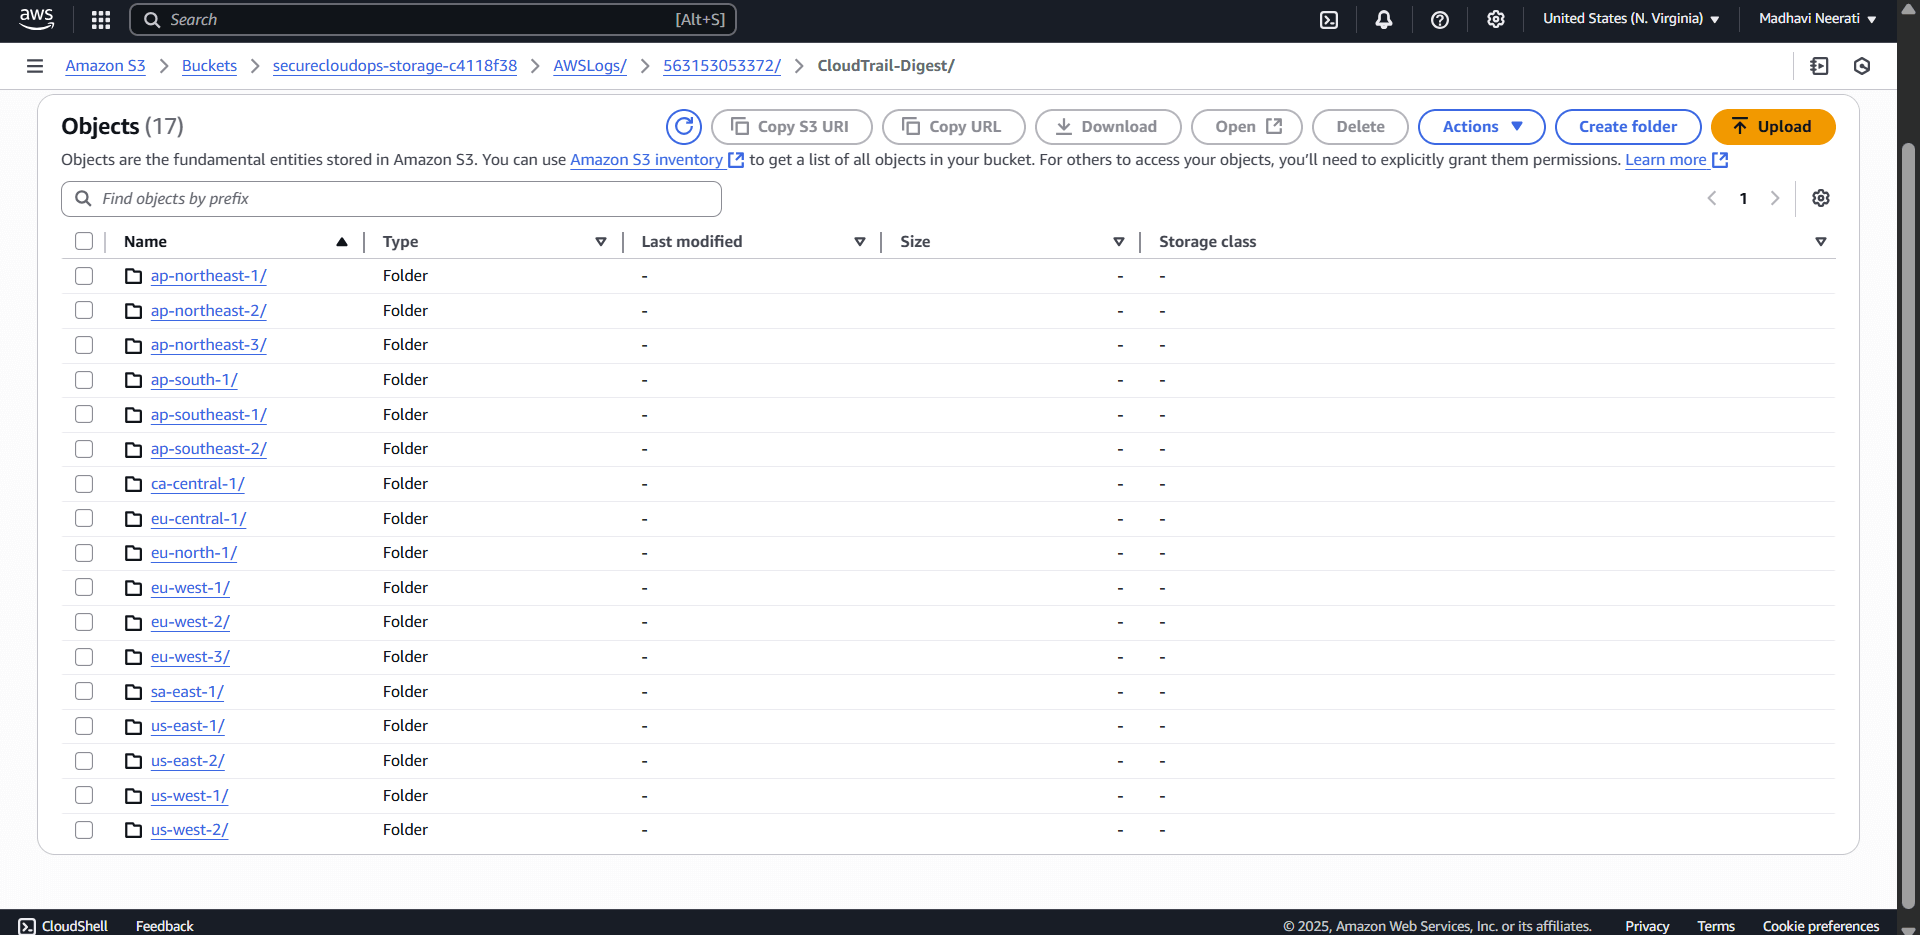 aws Search [Alt+S] United States (N. Virginia) Madhavi Neerati
Amazon S3 Buckets securecloudops-storage-c4118f38 AWSLogs/ 563153053372/ CloudTrail-Digest/
Objects (17) Copy S3 URI Copy URL Download Open Delete Actions Create folder Upload
Objects are the fundamental entities stored in Amazon S3. You can use Amazon S3 inventory to get a list of all objects in your bucket. For others to access your objects, you'll need to explicitly grant them permissions. Learn more
Find objects by prefix 1
Name Type Last modified Size Storage class
ap-northeast-1/ Folder - - -
ap-northeast-2/ Folder - - -
ap-northeast-3/ Folder - - -
ap-south-1/ Folder - - -
ap-southeast-1/ Folder - - -
ap-southeast-2/ Folder - - -
ca-central-1/ Folder - - -
eu-central-1/ Folder - - -
eu-north-1/ Folder - - -
eu-west-1/ Folder - - -
eu-west-2/ Folder - - -
eu-west-3/ Folder - - -
sa-east-1/ Folder - - -
us-east-1/ Folder - - -
us-east-2/ Folder - - -
us-west-1/ Folder - - -
us-west-2/ Folder - - -
CloudShell Feedback © 2025, Amazon Web Services, Inc. or its affiliates. Privacy Terms Cookie preferences